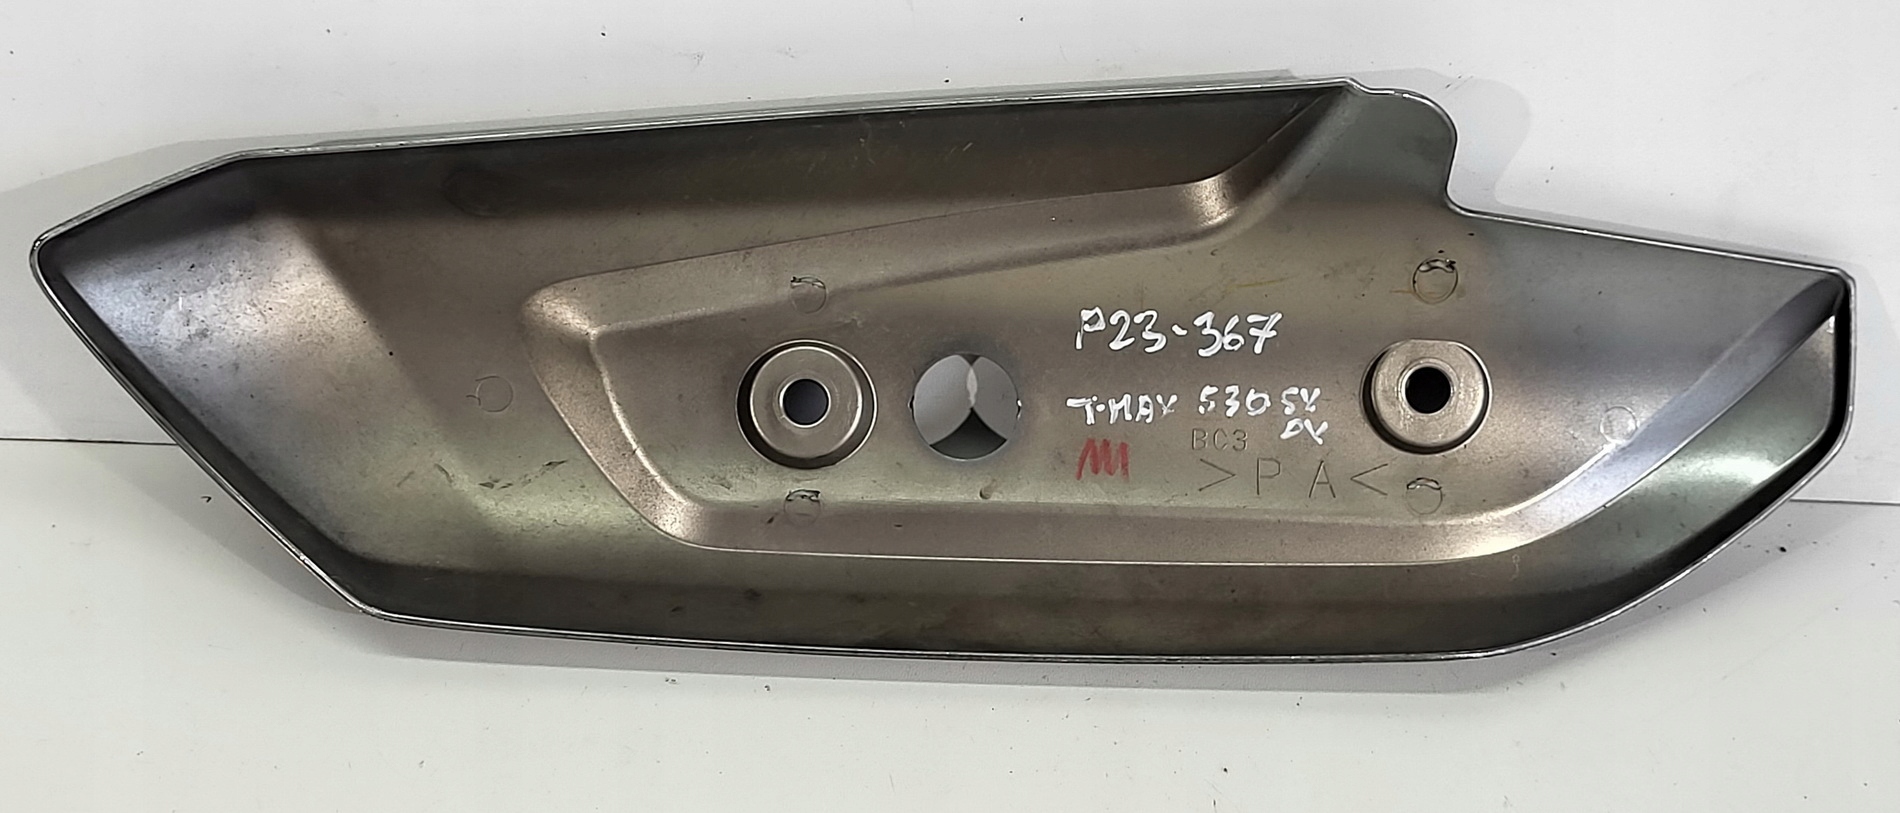 P23-367
T-MAX 530 SX
DX
BC3
>PA<